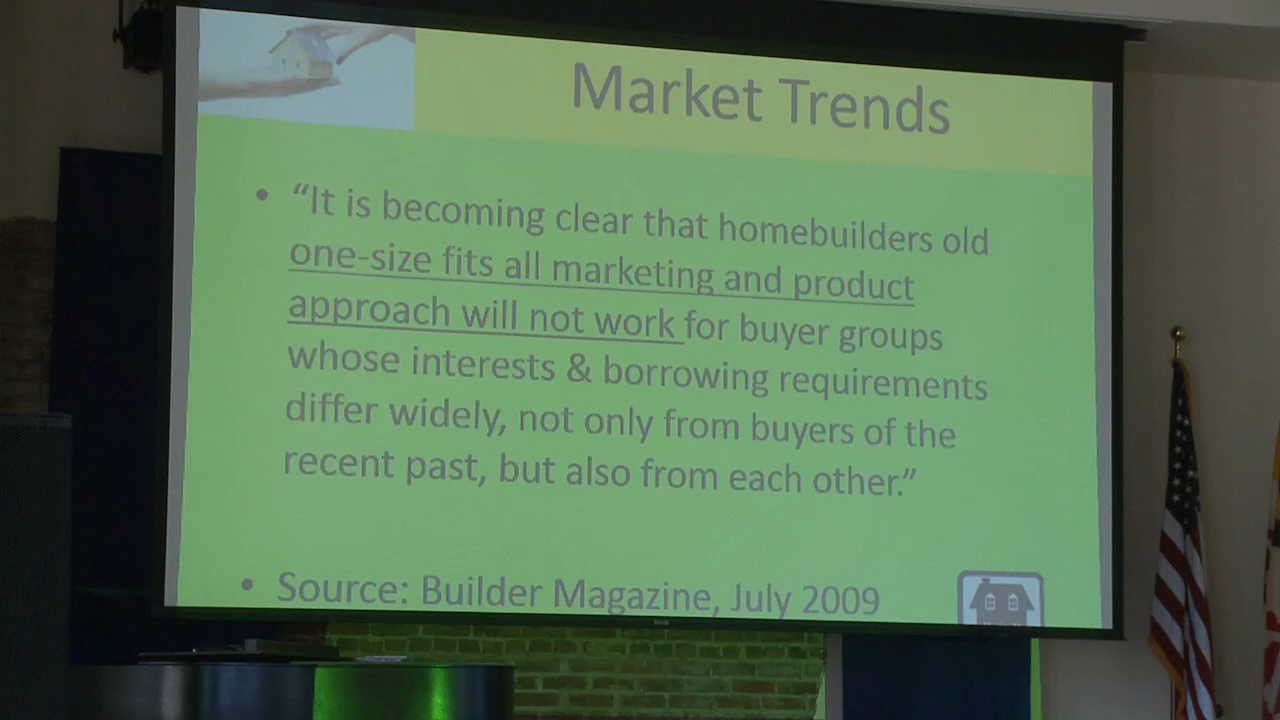 Market Trends
• “It is becoming clear that homebuilders old
one-size fits all marketing and product
approach will not work for buyer groups
whose interests & borrowing requirements
differ widely, not only from buyers of the
recent past, but also from each other.”
• Source: Builder Magazine, July 2009